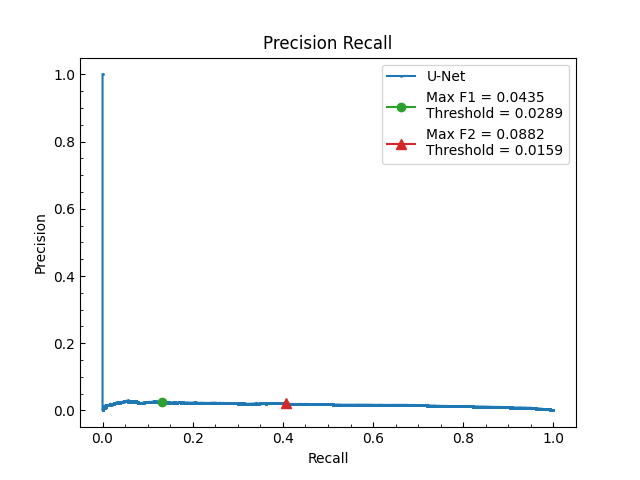 Precision Recall
U-Net
Max F1 = 0.0435
Threshold = 0.0289
Max F2 = 0.0882
Threshold = 0.0159
Precision
1.0
0.8
0.6
0.4
0.2
0.0
0.0 0.2 0.4 0.6 0.8 1.0
Recall